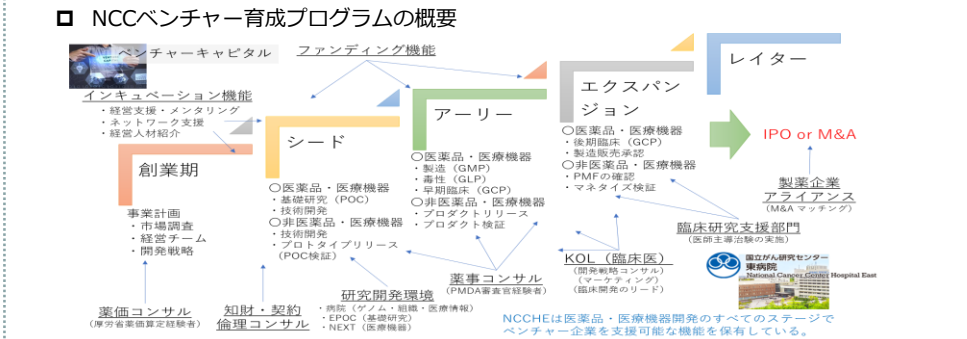 NCCベンチャー育成プログラムの概要
ベンチャーキャピタル
ファンディング機能
インキュベーション機能
・経営支援・メンタリング
・ネットワーク支援
・経営人材紹介
創業期
事業計画
・市場調査
・経営チーム
・開発戦略
シード
〇医薬品・医療機器
・基礎研究（POC）
・技術開発
〇非医薬品・医療機器
・技術開発
・プロトタイプリリース
（POC検証）
アーリー
〇医薬品・医療機器
・製造（GMP）
・毒性（GLP）
・早期臨床（GCP）
〇非医薬品・医療機器
・プロダクトリリース
・プロダクト検証
エクスパン
ジョン
〇医薬品・医療機器
・後期臨床（GCP）
・製造販売承認
〇非医薬品・医療機器
・PMFの確認
・マネタイズ検証
レイター
IPO or M&A
製薬企業
アライアンス
（M&A マッチング）
臨床研究支援部門
（医師主導治験の実施）
KOL（臨床医）
（開発戦略コンサル）
（マーケティング）
（臨床開発のリード）
薬事コンサル
（PMDA審査官経験者）
研究開発環境
・病院（ゲノム・組織・医療情報）
・EPOC（基礎研究）
・NEXT（医療機器）
知財・契約
倫理コンサル
薬価コンサル
（厚労省薬価算定経験者）
国立がん研究センター
東病院
National Cancer Center Hospital East
NCCHEは医薬品・医療機器開発のすべてのステージで
ベンチャー企業を支援可能な機能を保有している。